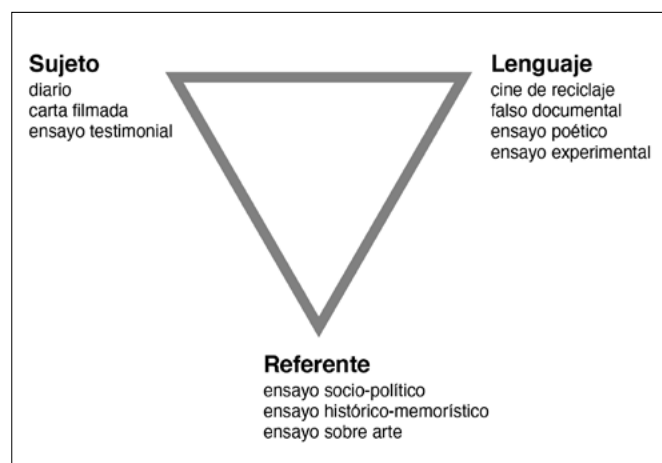 Sujeto
diario
carta filmada
ensayo testimonial
Lenguaje
cine de reciclaje
falso documental
ensayo poético
ensayo experimental
Referente
ensayo socio-político
ensayo histórico-memorístico
ensayo sobre arte